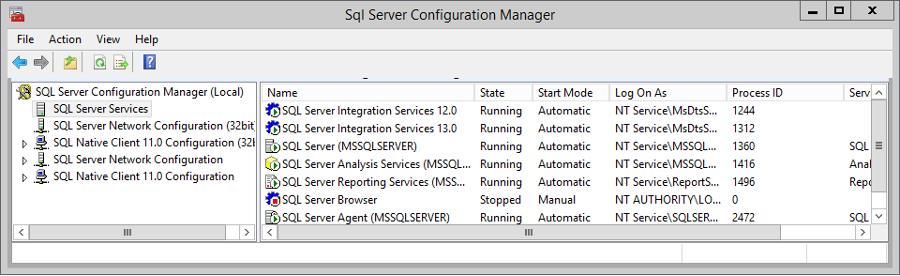 Sql Server Configuration Manager
File Action View Help
SQL Server Configuration Manager (Local)
SQL Server Services
SQL Server Network Configuration (32bit)
SQL Native Client 11.0 Configuration (32
SQL Server Network Configuration
SQL Native Client 11.0 Configuration
Name State Start Mode Log On As Process ID Servi
SQL Server Integration Services 12.0 Running Automatic NT Service\MsDtsS... 1244
SQL Server Integration Services 13.0 Running Automatic NT Service\MsDtsS... 1312
SQL Server (MSSQLSERVER) Running Automatic NT Service\MSSQL... 1360 SQL
SQL Server Analysis Services (MSSQL... Running Automatic NT Service\MSSQL... 1416 Anal
SQL Server Reporting Services (MSS... Running Automatic NT Service\ReportS... 1496 Repo
SQL Server Browser Stopped Manual NT AUTHORITY\LO... 0
SQL Server Agent (MSSQLSERVER) Running Automatic NT Service\SQLSER... 2472 SQL